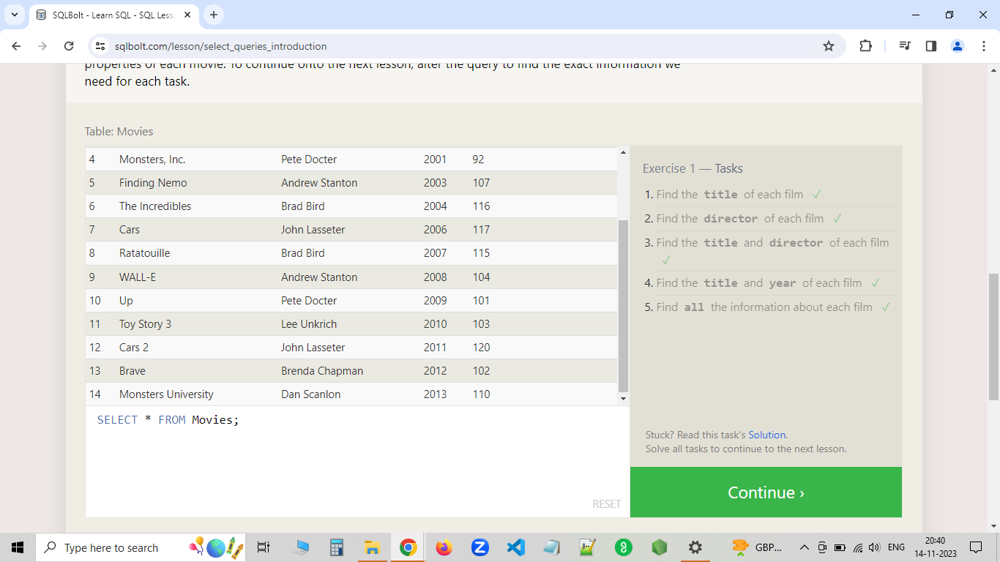 SQLBolt - Learn SQL - SQL Less
sqlbolt.com/lesson/select_queries_introduction
properties of each movie. To continue onto the next lesson, alter the query to find the exact information we
need for each task.
Table: Movies
4 Monsters, Inc. Pete Docter 2001 92
5 Finding Nemo Andrew Stanton 2003 107
6 The Incredibles Brad Bird 2004 116
7 Cars John Lasseter 2006 117
8 Ratatouille Brad Bird 2007 115
9 WALL-E Andrew Stanton 2008 104
10 Up Pete Docter 2009 101
11 Toy Story 3 Lee Unkrich 2010 103
12 Cars 2 John Lasseter 2011 120
13 Brave Brenda Chapman 2012 102
14 Monsters University Dan Scanlon 2013 110
SELECT * FROM Movies;
RESET
Exercise 1 — Tasks
1. Find the title of each film ✓
2. Find the director of each film ✓
3. Find the title and director of each film
✓
4. Find the title and year of each film ✓
5. Find all the information about each film ✓
Stuck? Read this task's Solution.
Solve all tasks to continue to the next lesson.
Continue ›
Type here to search
GBP...
ENG
20:40
14-11-2023